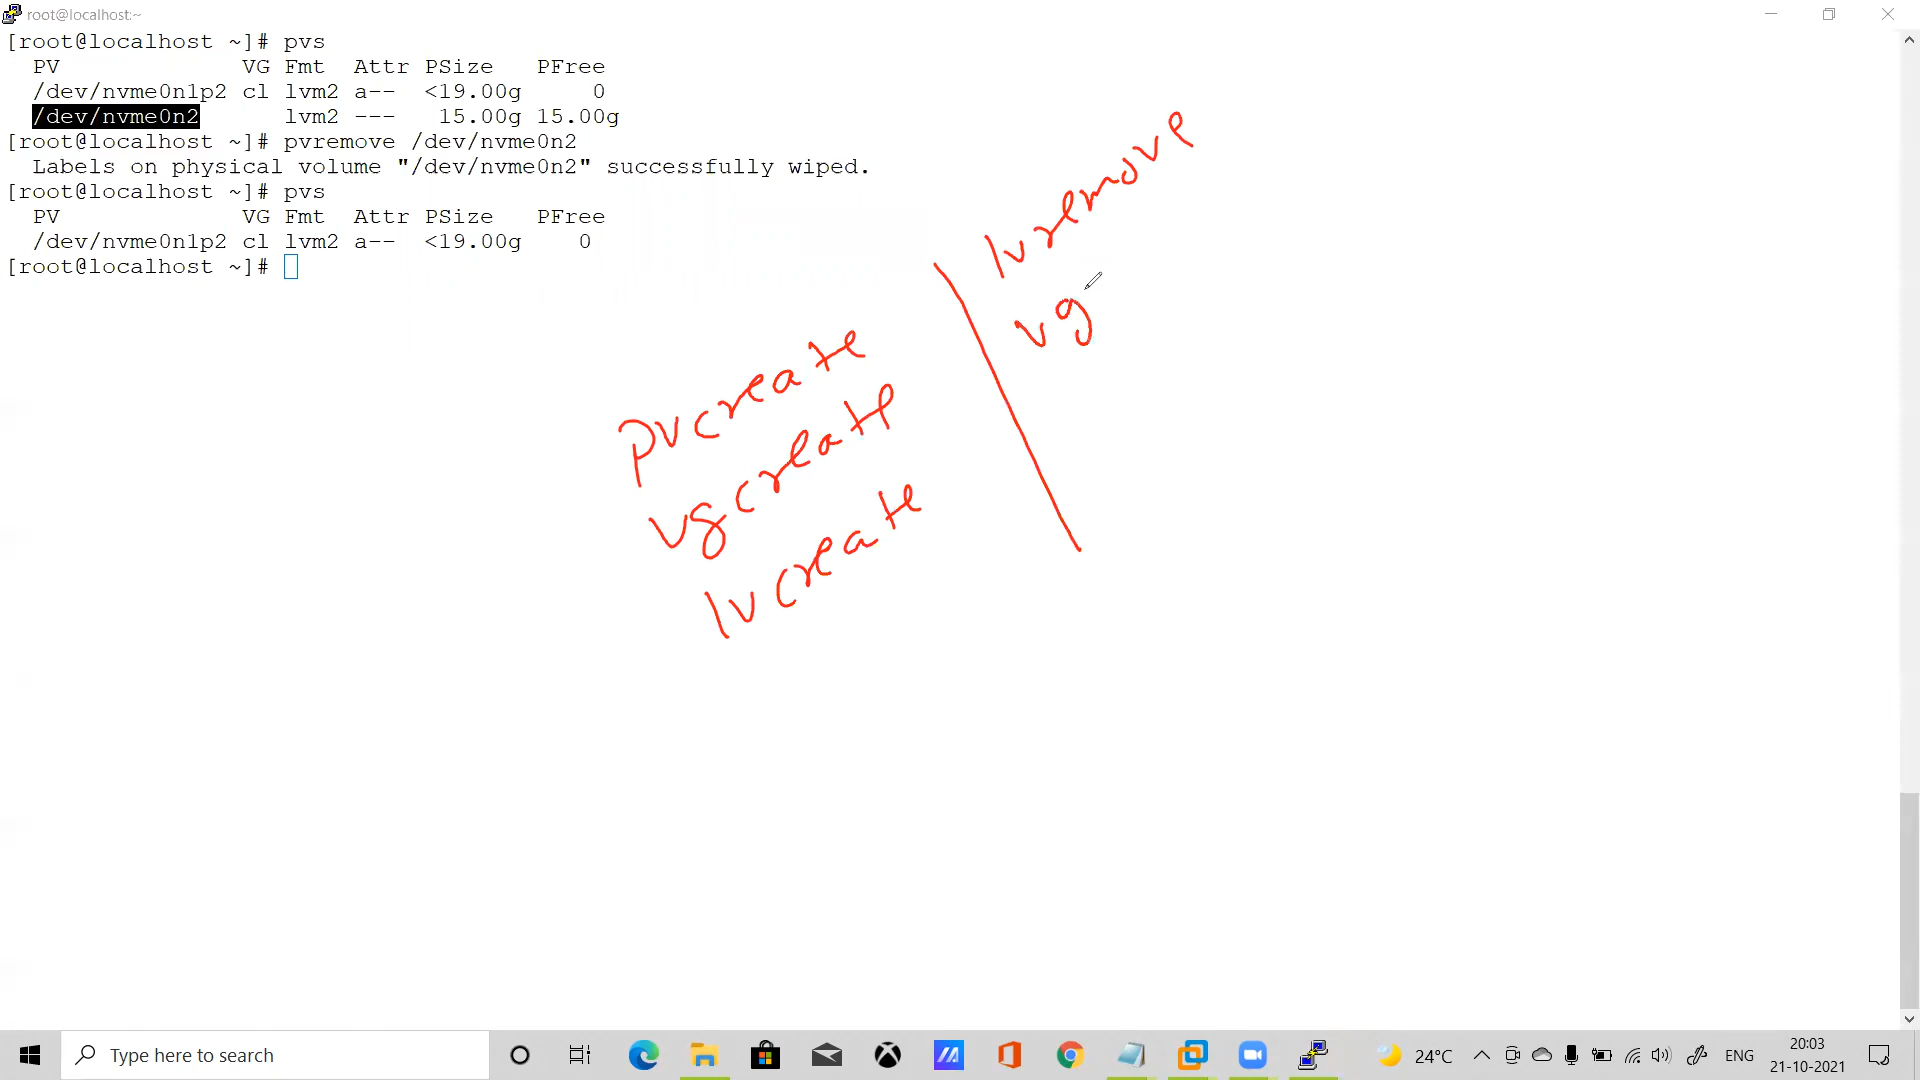 root@localhost:~
[root@localhost ~]# pvs
PV VG Fmt Attr PSize PFree
/dev/nvme0n1p2 cl lvm2 a-- <19.00g 0
/dev/nvme0n2 lvm2 --- 15.00g 15.00g
[root@localhost ~]# pvremove /dev/nvme0n2
Labels on physical volume "/dev/nvme0n2" successfully wiped.
[root@localhost ~]# pvs
PV VG Fmt Attr PSize PFree
/dev/nvme0n1p2 cl lvm2 a-- <19.00g 0
[root@localhost ~]#
lvremove
vg
pvcreate
vgcreate
lvcreate
Type here to search
24°C
ENG
20:03
21-10-2021